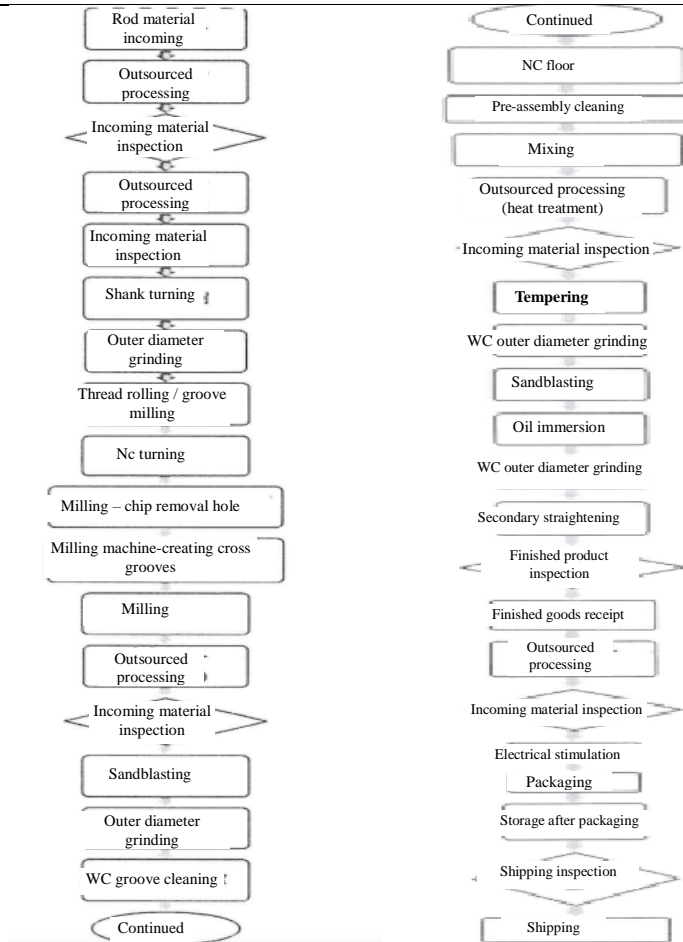 Rod material
incoming
Outsourced
processing
Incoming material
inspection
Outsourced
processing
Incoming material
inspection
Shank turning
Outer diameter
grinding
Thread rolling / groove
milling
Nc turning
Milling – chip removal hole
Milling machine-creating cross
grooves
Milling
Outsourced
processing
Incoming material
inspection
Sandblasting
Outer diameter
grinding
WC groove cleaning
Continued
Continued
NC floor
Pre-assembly cleaning
Mixing
Outsourced processing
(heat treatment)
Incoming material inspection
Tempering
WC outer diameter grinding
Sandblasting
Oil immersion
WC outer diameter grinding
Secondary straightening
Finished product
inspection
Finished goods receipt
Outsourced
processing
Incoming material inspection
Electrical stimulation
Packaging
Storage after packaging
Shipping inspection
Shipping